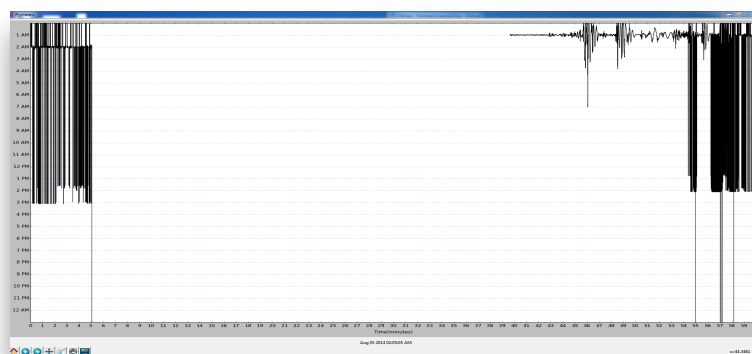 1 AM
2 AM
3 AM
4 AM
5 AM
6 AM
7 AM
8 AM
9 AM
10 AM
11 AM
12 PM
1 PM
2 PM
3 PM
4 PM
5 PM
6 PM
7 PM
8 PM
9 PM
10 PM
11 PM
12 AM
0 1 2 3 4 5 6 7 8 9 10 11 12 13 14 15 16 17 18 19 20 21 22 23 24 25 26 27 28 29 30 31 32 33 34 35 36 37 38 39 40 41 42 43 44 45 46 47 48 49 50 51 52 53 54 55 56 57 58 59
Time(minutes)